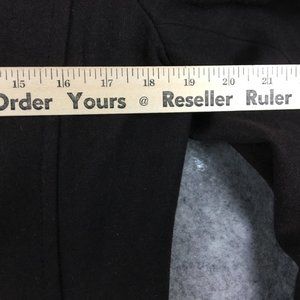 15 16 17 18 19 20 21
Order Yours @ Reseller Ruler